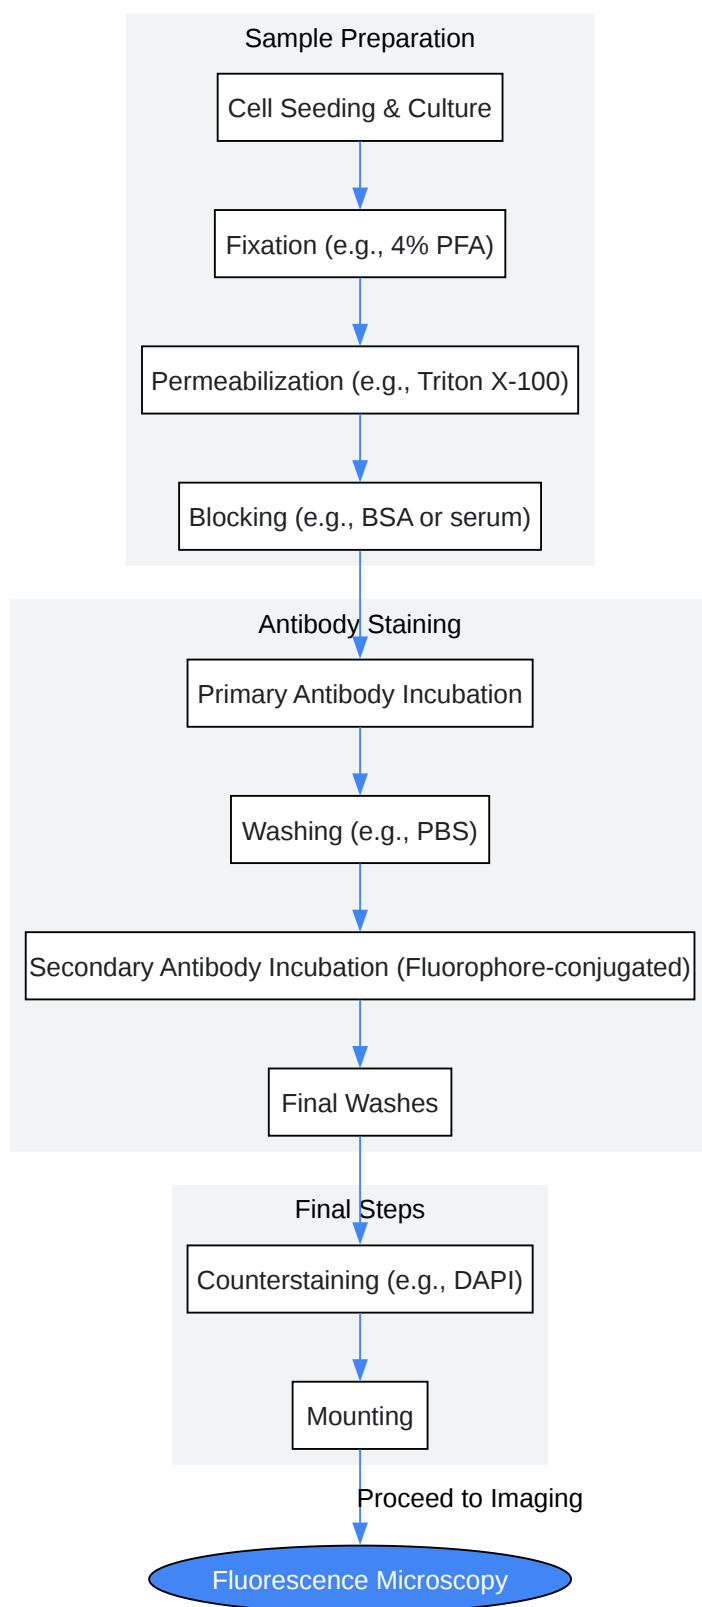 Sample Preparation
Cell Seeding & Culture
Fixation (e.g., 4% PFA)
Permeabilization (e.g., Triton X-100)
Blocking (e.g., BSA or serum)
Antibody Staining
Primary Antibody Incubation
Washing (e.g., PBS)
Secondary Antibody Incubation (Fluorophore-conjugated)
Final Washes
Final Steps
Counterstaining (e.g., DAPI)
Mounting
Proceed to Imaging
Fluorescence Microscopy